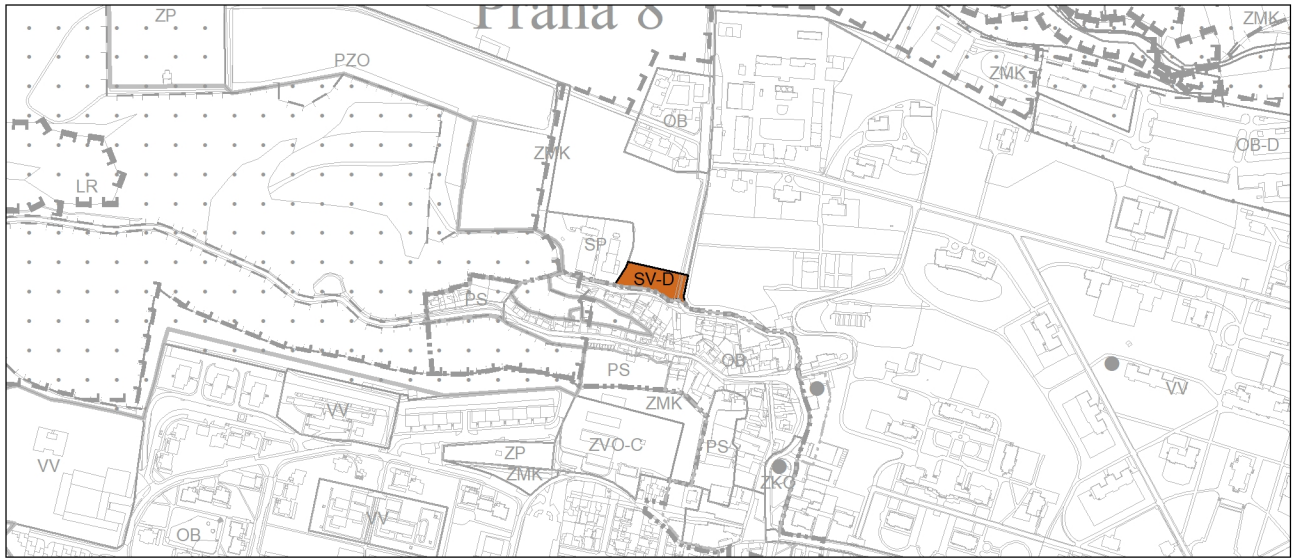 Praha 8
ZP
ZMK
PZO
ZMK
OB
ZMK
OB-D
LR
SP
SV-D
PS
OB
PS
VV
ZMK
VV
ZP
ZVO-C
PS
VV
ZMK
ZKC
VV
OB